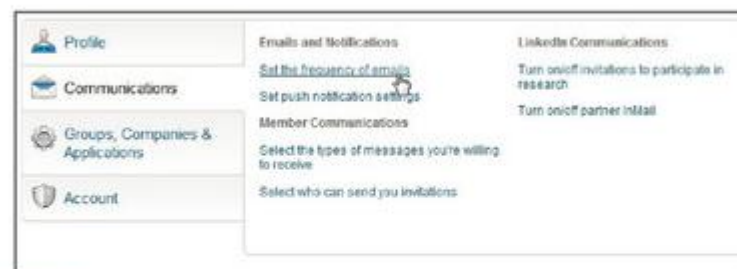 Profile
Communications
Groups, Companies &
Applications
Account
Emails and Notifications
Set the frequency of emails
Set push notification settings
Member Communications
Select the types of messages you're willing
to receive
Select who can send you invitations
LinkedIn Communications
Turn on/off invitations to participate in
research
Turn on/off partner InMail